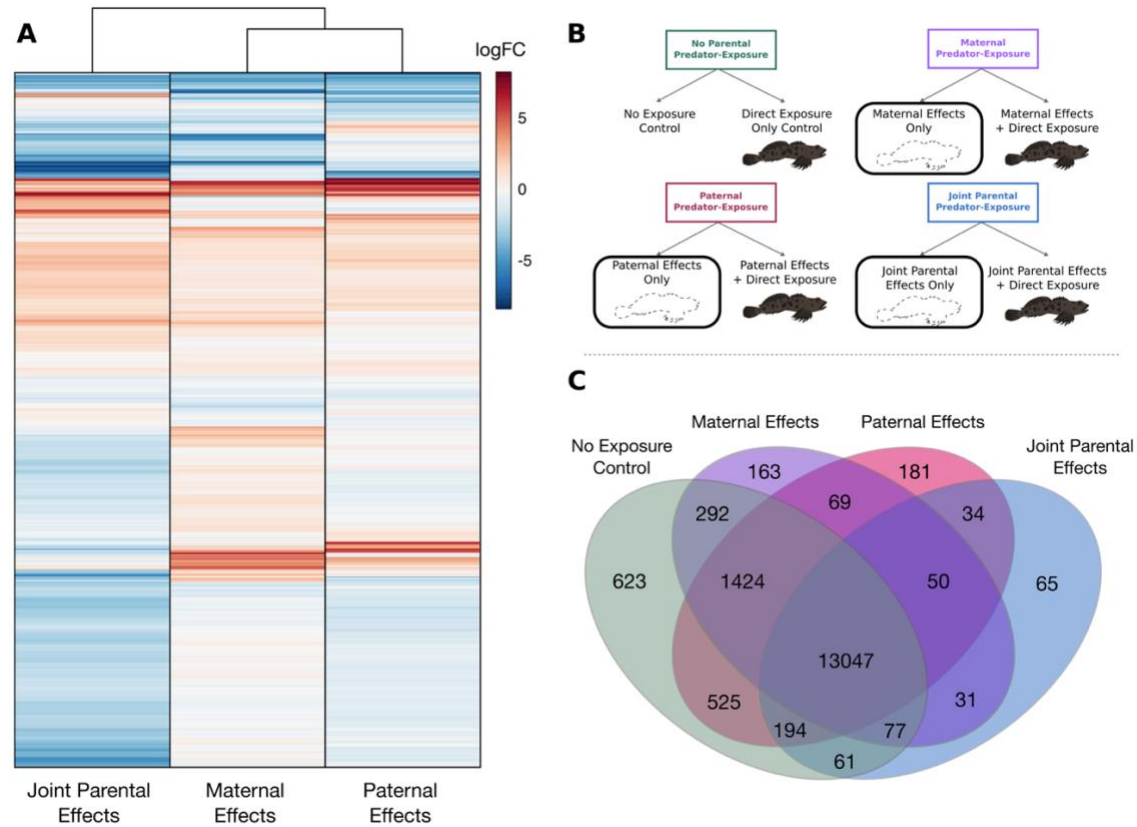 A
logFC
5
0
-5
Joint Parental
Effects
Maternal
Effects
Paternal
Effects
B
No Parental
Predator-Exposure
No Exposure
Control
Direct Exposure
Only Control
Maternal
Predator-Exposure
Maternal Effects
Only
Maternal Effects
+ Direct Exposure
Paternal
Predator-Exposure
Paternal Effects
Only
Paternal Effects
+ Direct Exposure
Joint Parental
Predator-Exposure
Joint Parental
Effects Only
Joint Parental Effects
+ Direct Exposure
C
No Exposure
Control
Maternal Effects
Paternal Effects
Joint Parental
Effects
163
181
69
292
34
623
1424
50
65
13047
525
31
194
77
61